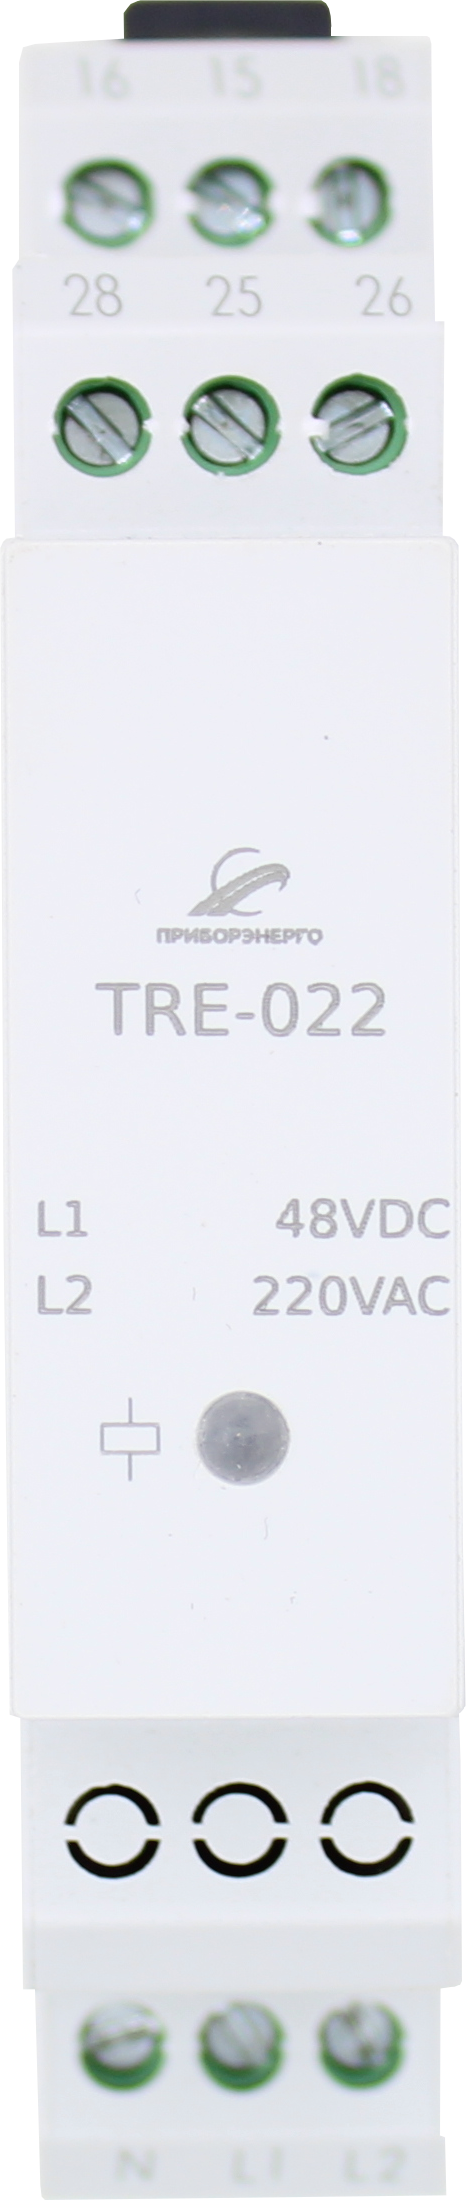 16 15 18
28 25 26
ПРИБОРЭНЕРГО
TRE-022
L1 48VDC
L2 220VAC
N L1 L2